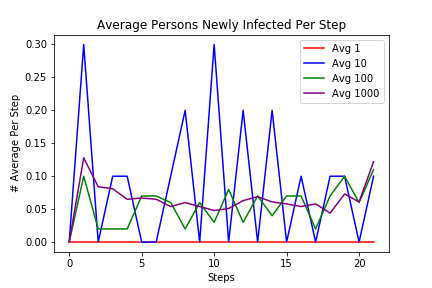 Average Persons Newly Infected Per Step
# Average Per Step
0.30
0.25
0.20
0.15
0.10
0.05
0.00
Avg 1
Avg 10
Avg 100
Avg 1000
0 5 10 15 20
Steps